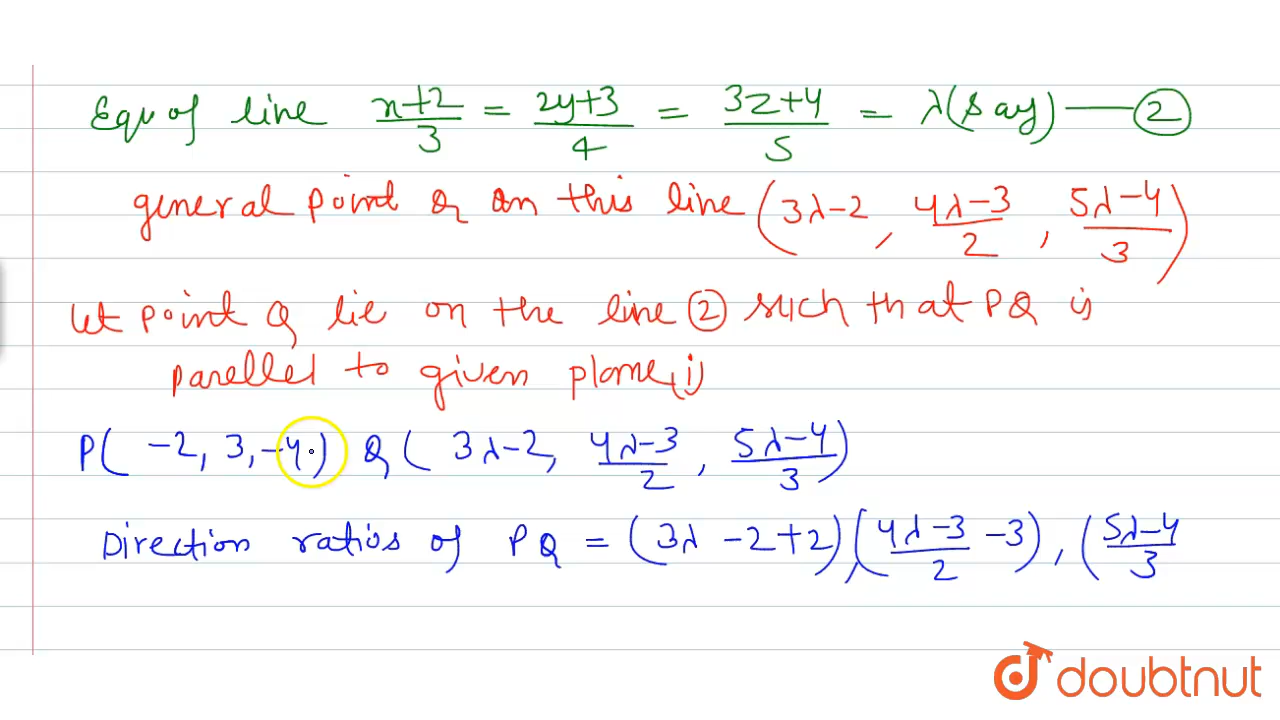 Equ of line x+2/3 = 2y+3/4 = 3z+4/5 = λ(say) — ②
general point Q on this line (3λ-2, 4λ-3/2, 5λ-4/3)
let point Q lie on the line ② such that PQ is
parellel to given plane (i)
P( -2, 3, -4) Q ( 3λ-2, 4λ-3/2, 5λ-4/3)
Direction ratios of PQ = (3λ -2+2), (4λ-3/2 -3), (5λ-4/3
doubtnut